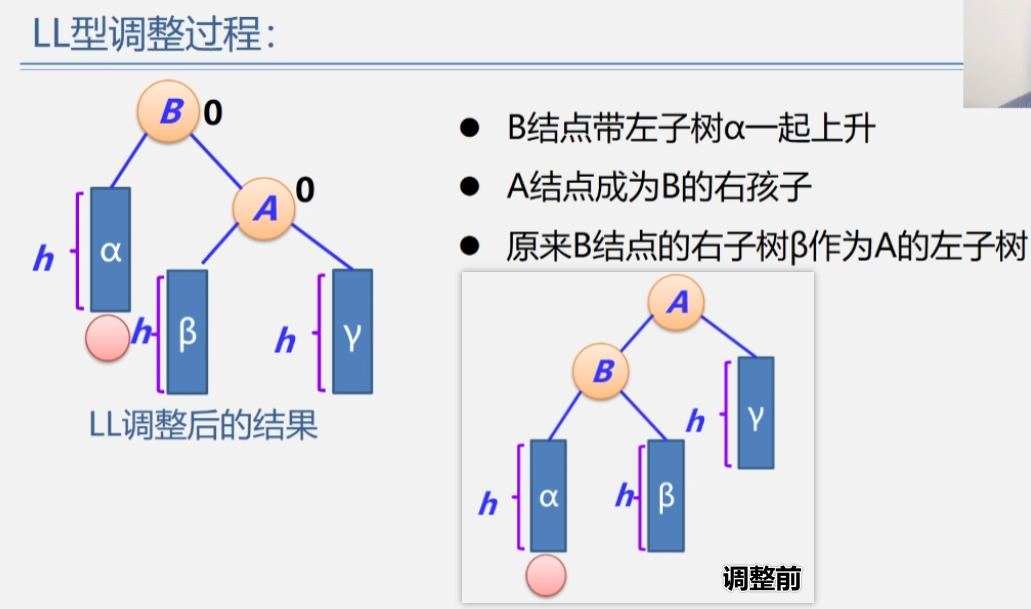 LL型调整过程：
B 0
A 0
h α
h β
h γ
LL调整后的结果
● B结点带左子树α一起上升
● A结点成为B的右孩子
● 原来B结点的右子树β作为A的左子树
A
B
h γ
h α
h β
调整前